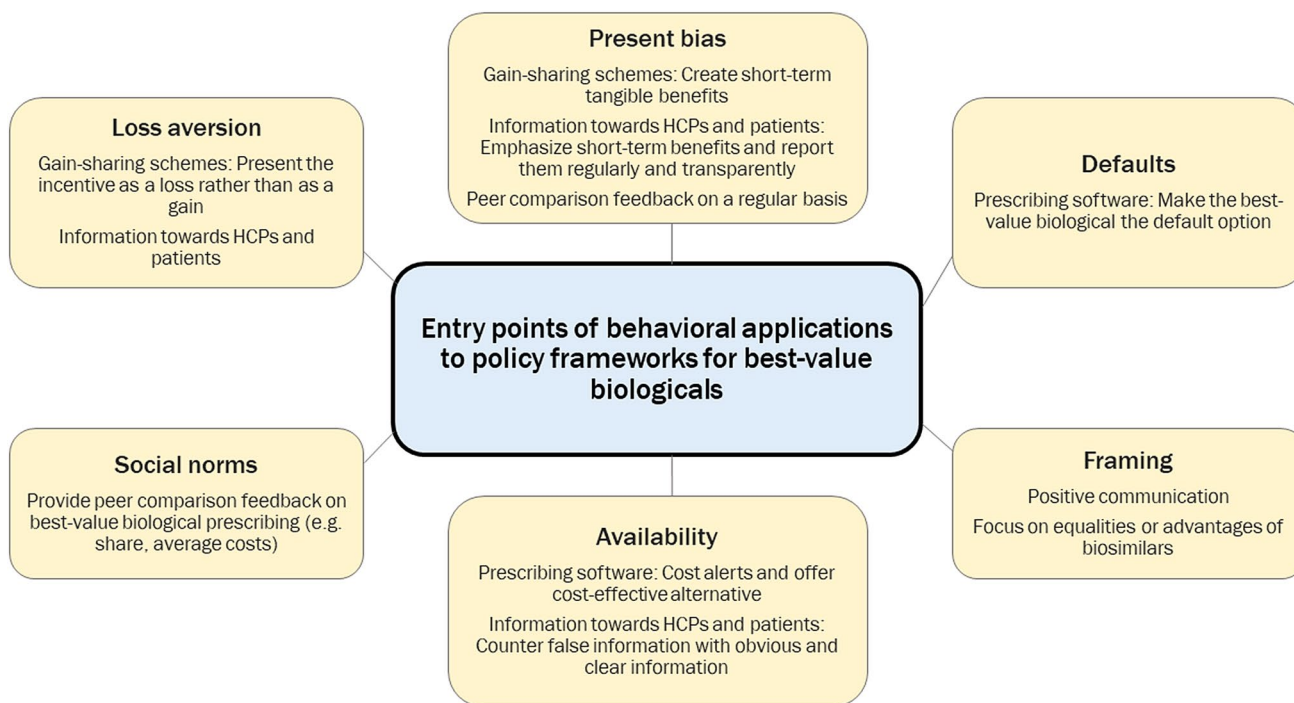 Present bias
Gain-sharing schemes: Create short-term
tangible benefits
Information towards HCPs and patients:
Emphasize short-term benefits and report
them regularly and transparently
Peer comparison feedback on a regular basis
Loss aversion
Gain-sharing schemes: Present the
incentive as a loss rather than as a
gain
Information towards HCPs and
patients
Defaults
Prescribing software: Make the best-
value biological the default option
Entry points of behavioral applications
to policy frameworks for best-value
biologicals
Social norms
Provide peer comparison feedback on
best-value biological prescribing (e.g.
share, average costs)
Availability
Prescribing software: Cost alerts and offer
cost-effective alternative
Information towards HCPs and patients:
Counter false information with obvious and
clear information
Framing
Positive communication
Focus on equalities or advantages of
biosimilars